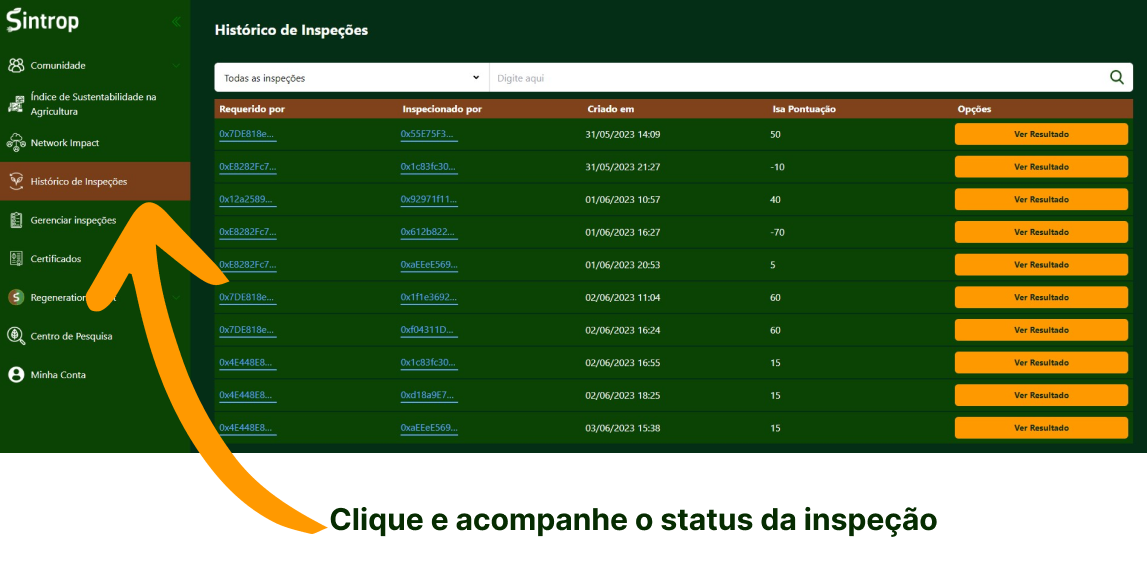 Sintrop
Comunidade
Índice de Sustentabilidade na
Agricultura
Network Impact
Histórico de Inspeções
Gerenciar inspeções
Certificados
Regeneration
Centro de Pesquisa
Minha Conta
Histórico de Inspeções
Todas as inspeções Digite aqui
Requerido por Inspecionado por Criado em Isa Pontuação Opções
0x7DE818e... 0x55E75F3... 31/05/2023 14:09 50 Ver Resultado
0xE8282Fc7... 0x1c83fc30... 31/05/2023 21:27 -10 Ver Resultado
0x12a2589... 0x92971f11... 01/06/2023 10:57 40 Ver Resultado
0xE8282Fc7... 0x612b822... 01/06/2023 16:27 -70 Ver Resultado
0xE8282Fc7... 0xaEEeE569... 01/06/2023 20:53 5 Ver Resultado
0x7DE818e... 0x1f1e3692... 02/06/2023 11:04 60 Ver Resultado
0x7DE818e... 0xf04311D... 02/06/2023 16:24 60 Ver Resultado
0x4E448E8... 0x1c83fc30... 02/06/2023 16:55 15 Ver Resultado
0x4E448E8... 0xd18a9E7... 02/06/2023 18:25 15 Ver Resultado
0x4E448E8... 0xaEEeE569... 03/06/2023 15:38 15 Ver Resultado
Clique e acompanhe o status da inspeção